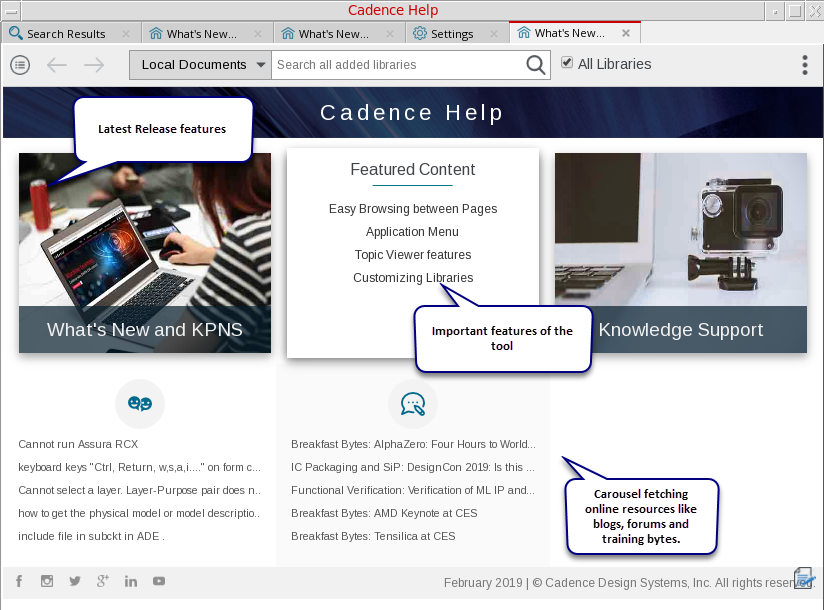 Cadence Help
Search Results
What's New...
What's New...
Settings
What's New...
Local Documents
Search all added libraries
All Libraries
Cadence Help
Latest Release features
What's New and KPNS
Featured Content
Easy Browsing between Pages
Application Menu
Topic Viewer features
Customizing Libraries
Important features of the
tool
Knowledge Support
Cannot run Assura RCX
keyboard keys "Ctrl, Return, w,s,a,i...." on form c...
Cannot select a layer. Layer-Purpose pair does n..
how to get the physical model or model descriptio..
include file in subckt in ADE .
Breakfast Bytes: AlphaZero: Four Hours to World...
IC Packaging and SiP: DesignCon 2019: Is this ...
Functional Verification: Verification of ML IP and...
Breakfast Bytes: AMD Keynote at CES
Breakfast Bytes: Tensilica at CES
Carousel fetching
online resources like
blogs, forums and
training bytes.
February 2019 | © Cadence Design Systems, Inc. All rights reserved.